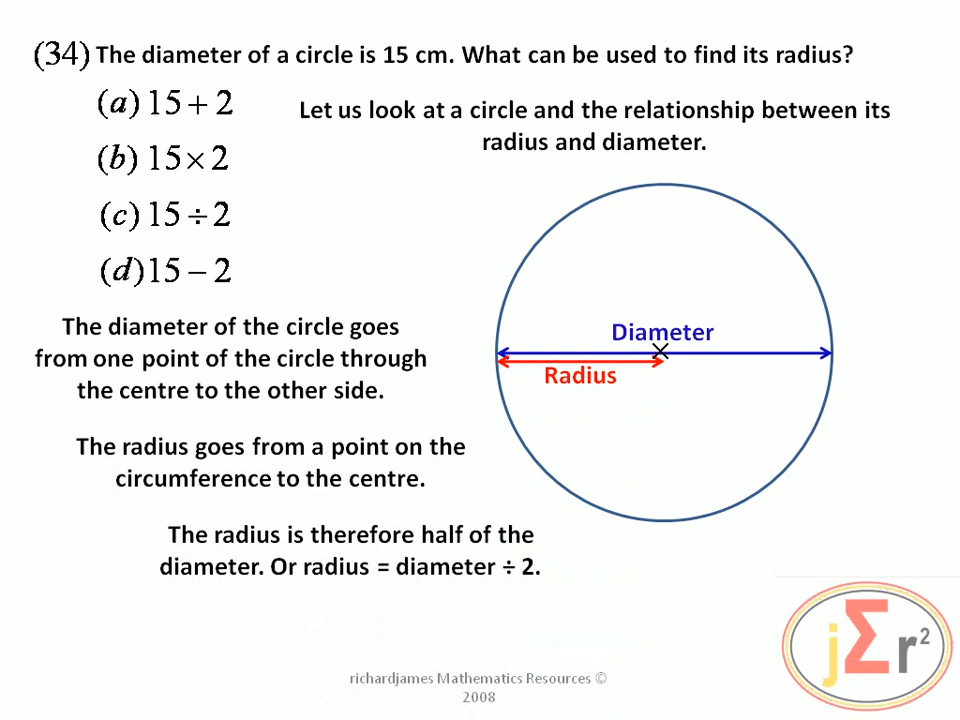 (34) The diameter of a circle is 15 cm. What can be used to find its radius?
(a) 15 + 2
(b) 15 × 2
(c) 15 ÷ 2
(d) 15 − 2
Let us look at a circle and the relationship between its
radius and diameter.
Diameter
Radius
The diameter of the circle goes
from one point of the circle through
the centre to the other side.
The radius goes from a point on the
circumference to the centre.
The radius is therefore half of the
diameter. Or radius = diameter ÷ 2.
jΣr²
richardjames Mathematics Resources ©
2008